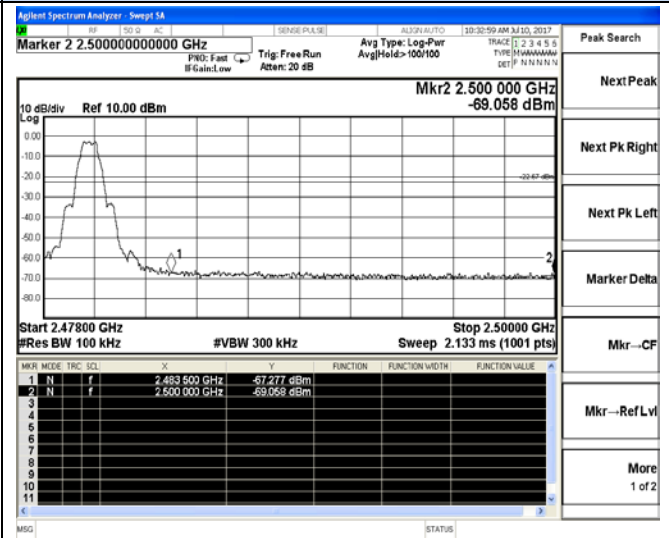 Agilent Spectrum Analyzer - Swept SA
RF 50 Ω AC SENSE:PULSE ALIGN AUTO 10:32:59 AM Jul 10, 2017
Marker 2 2.500000000000 GHz
PNO: Fast
IFGain:Low
Trig: Free Run
Atten: 20 dB
Avg Type: Log-Pwr
Avg|Hold:>100/100
TRACE 1 2 3 4 5 6
TYPE
DET P N N N N N
Mkr2 2.500 000 GHz
-69.058 dBm
10 dB/div Ref 10.00 dBm
Log
0.00
-10.0
-20.0
-22.67 dBm
-30.0
-40.0
-50.0
-60.0
-70.0
-80.0
1
2
Start 2.47800 GHz Stop 2.50000 GHz
#Res BW 100 kHz #VBW 300 kHz Sweep 2.133 ms (1001 pts)
MKR MODE TRC SCL X Y FUNCTION FUNCTION WIDTH FUNCTION VALUE
1 N f 2.483 500 GHz -67.277 dBm
2 N f 2.500 000 GHz -69.058 dBm
3
4
5
6
7
8
9
10
11
MSG STATUS
Peak Search
Next Peak
Next Pk Right
Next Pk Left
Marker Delta
Mkr→CF
Mkr→Ref Lvl
More
1 of 2